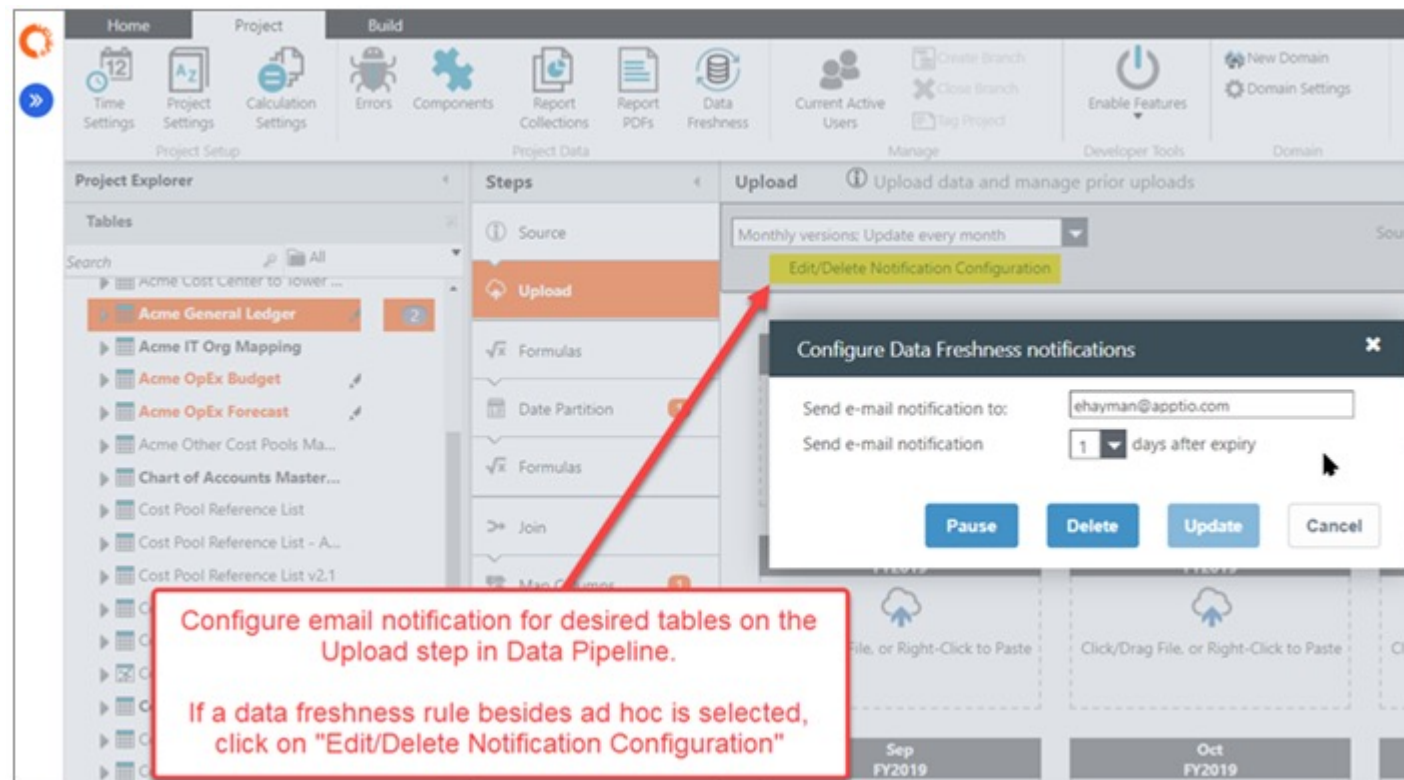 Home Project Build
12
Time Settings
AZ
Project Settings
Calculation Settings
Errors
Components
Report Collections
Report PDFs
Data Freshness
Current Active Users
Create Branch
Close Branch
Tag Project
Enable Features
New Domain
Domain Settings
Project Setup
Project Data
Manage
Developer Tools
Domain
Project Explorer
Steps
Upload
Upload data and manage prior uploads
Tables
Search
All
Acme Cost Center to Tower ...
Acme General Ledger 2
Acme IT Org Mapping
Acme OpEx Budget
Acme OpEx Forecast
Acme Other Cost Pools Ma...
Chart of Accounts Master...
Cost Pool Reference List
Cost Pool Reference List - A...
Cost Pool Reference List v2.1
Source
Upload
√x Formulas
Date Partition
√x Formulas
Join
Map Columns 1
Monthly versions; Update every month
Edit/Delete Notification Configuration
Configure Data Freshness notifications
Send e-mail notification to: ehayman@apptio.com
Send e-mail notification 1 days after expiry
Pause Delete Update Cancel
FY2019 FY2019
File, or Right-Click to Paste
Click/Drag File, or Right-Click to Paste
Sep
FY2019
Oct
FY2019
Configure email notification for desired tables on the
Upload step in Data Pipeline.
If a data freshness rule besides ad hoc is selected,
click on "Edit/Delete Notification Configuration"